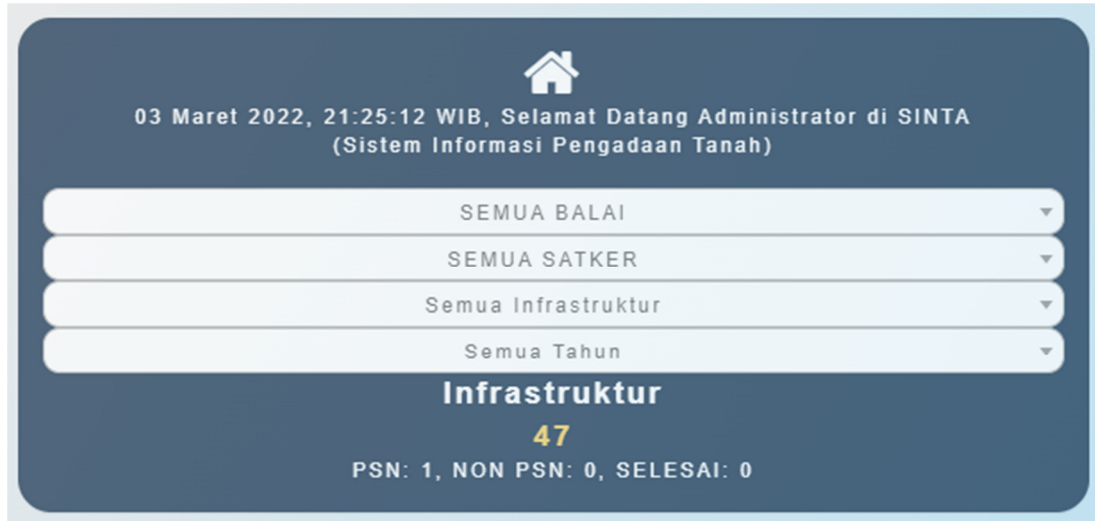 03 Maret 2022, 21:25:12 WIB, Selamat Datang Administrator di SINTA
(Sistem Informasi Pengadaan Tanah)
SEMUA BALAI
SEMUA SATKER
Semua Infrastruktur
Semua Tahun
Infrastruktur
47
PSN: 1, NON PSN: 0, SELESAI: 0